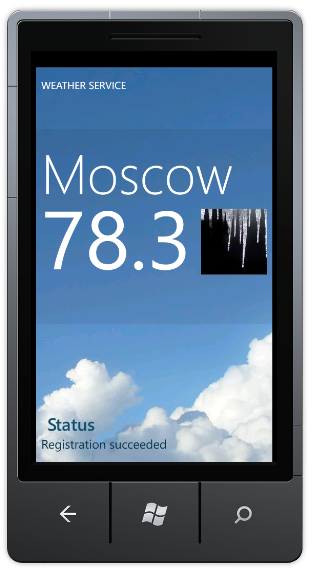 WEATHER SERVICE
Moscow
78.3
Status
Registration succeeded